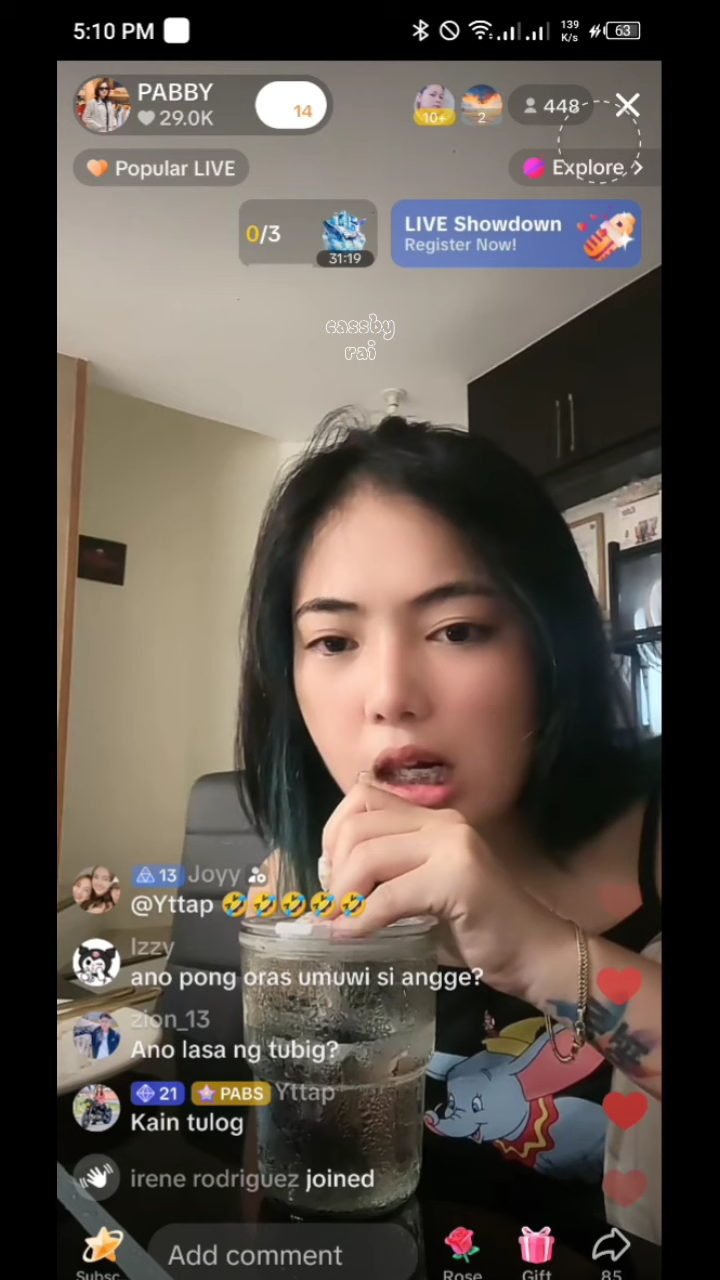 5:10 PM
139
K/s
63
PABBY
29.0K
14
10+
2
448
Popular LIVE
Explore
0/3
31:19
LIVE Showdown
Register Now!
cassby
rai
13 Joyy
@Yttap 🤣🤣🤣🤣🤣
Izzy
ano pong oras umuwi si angge?
zion_13
Ano lasa ng tubig?
21 PABS Yttap
Kain tulog
irene rodriguez joined
Subsc
Add comment
Rose
Gift
85